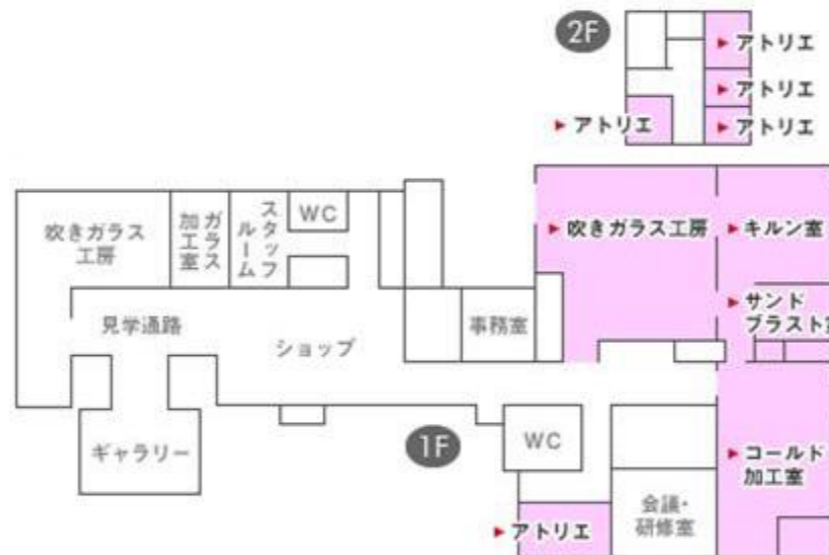 2F
アトリエ
アトリエ
アトリエ
アトリエ
吹きガラス
工房
ガラス
加工室
スタッフ
ルーム
WC
吹きガラス工房
キルン室
サンド
ブラスト
見学通路
ショップ
事務室
ギャラリー
1F
WC
コールド
加工室
アトリエ
会議・
研修室